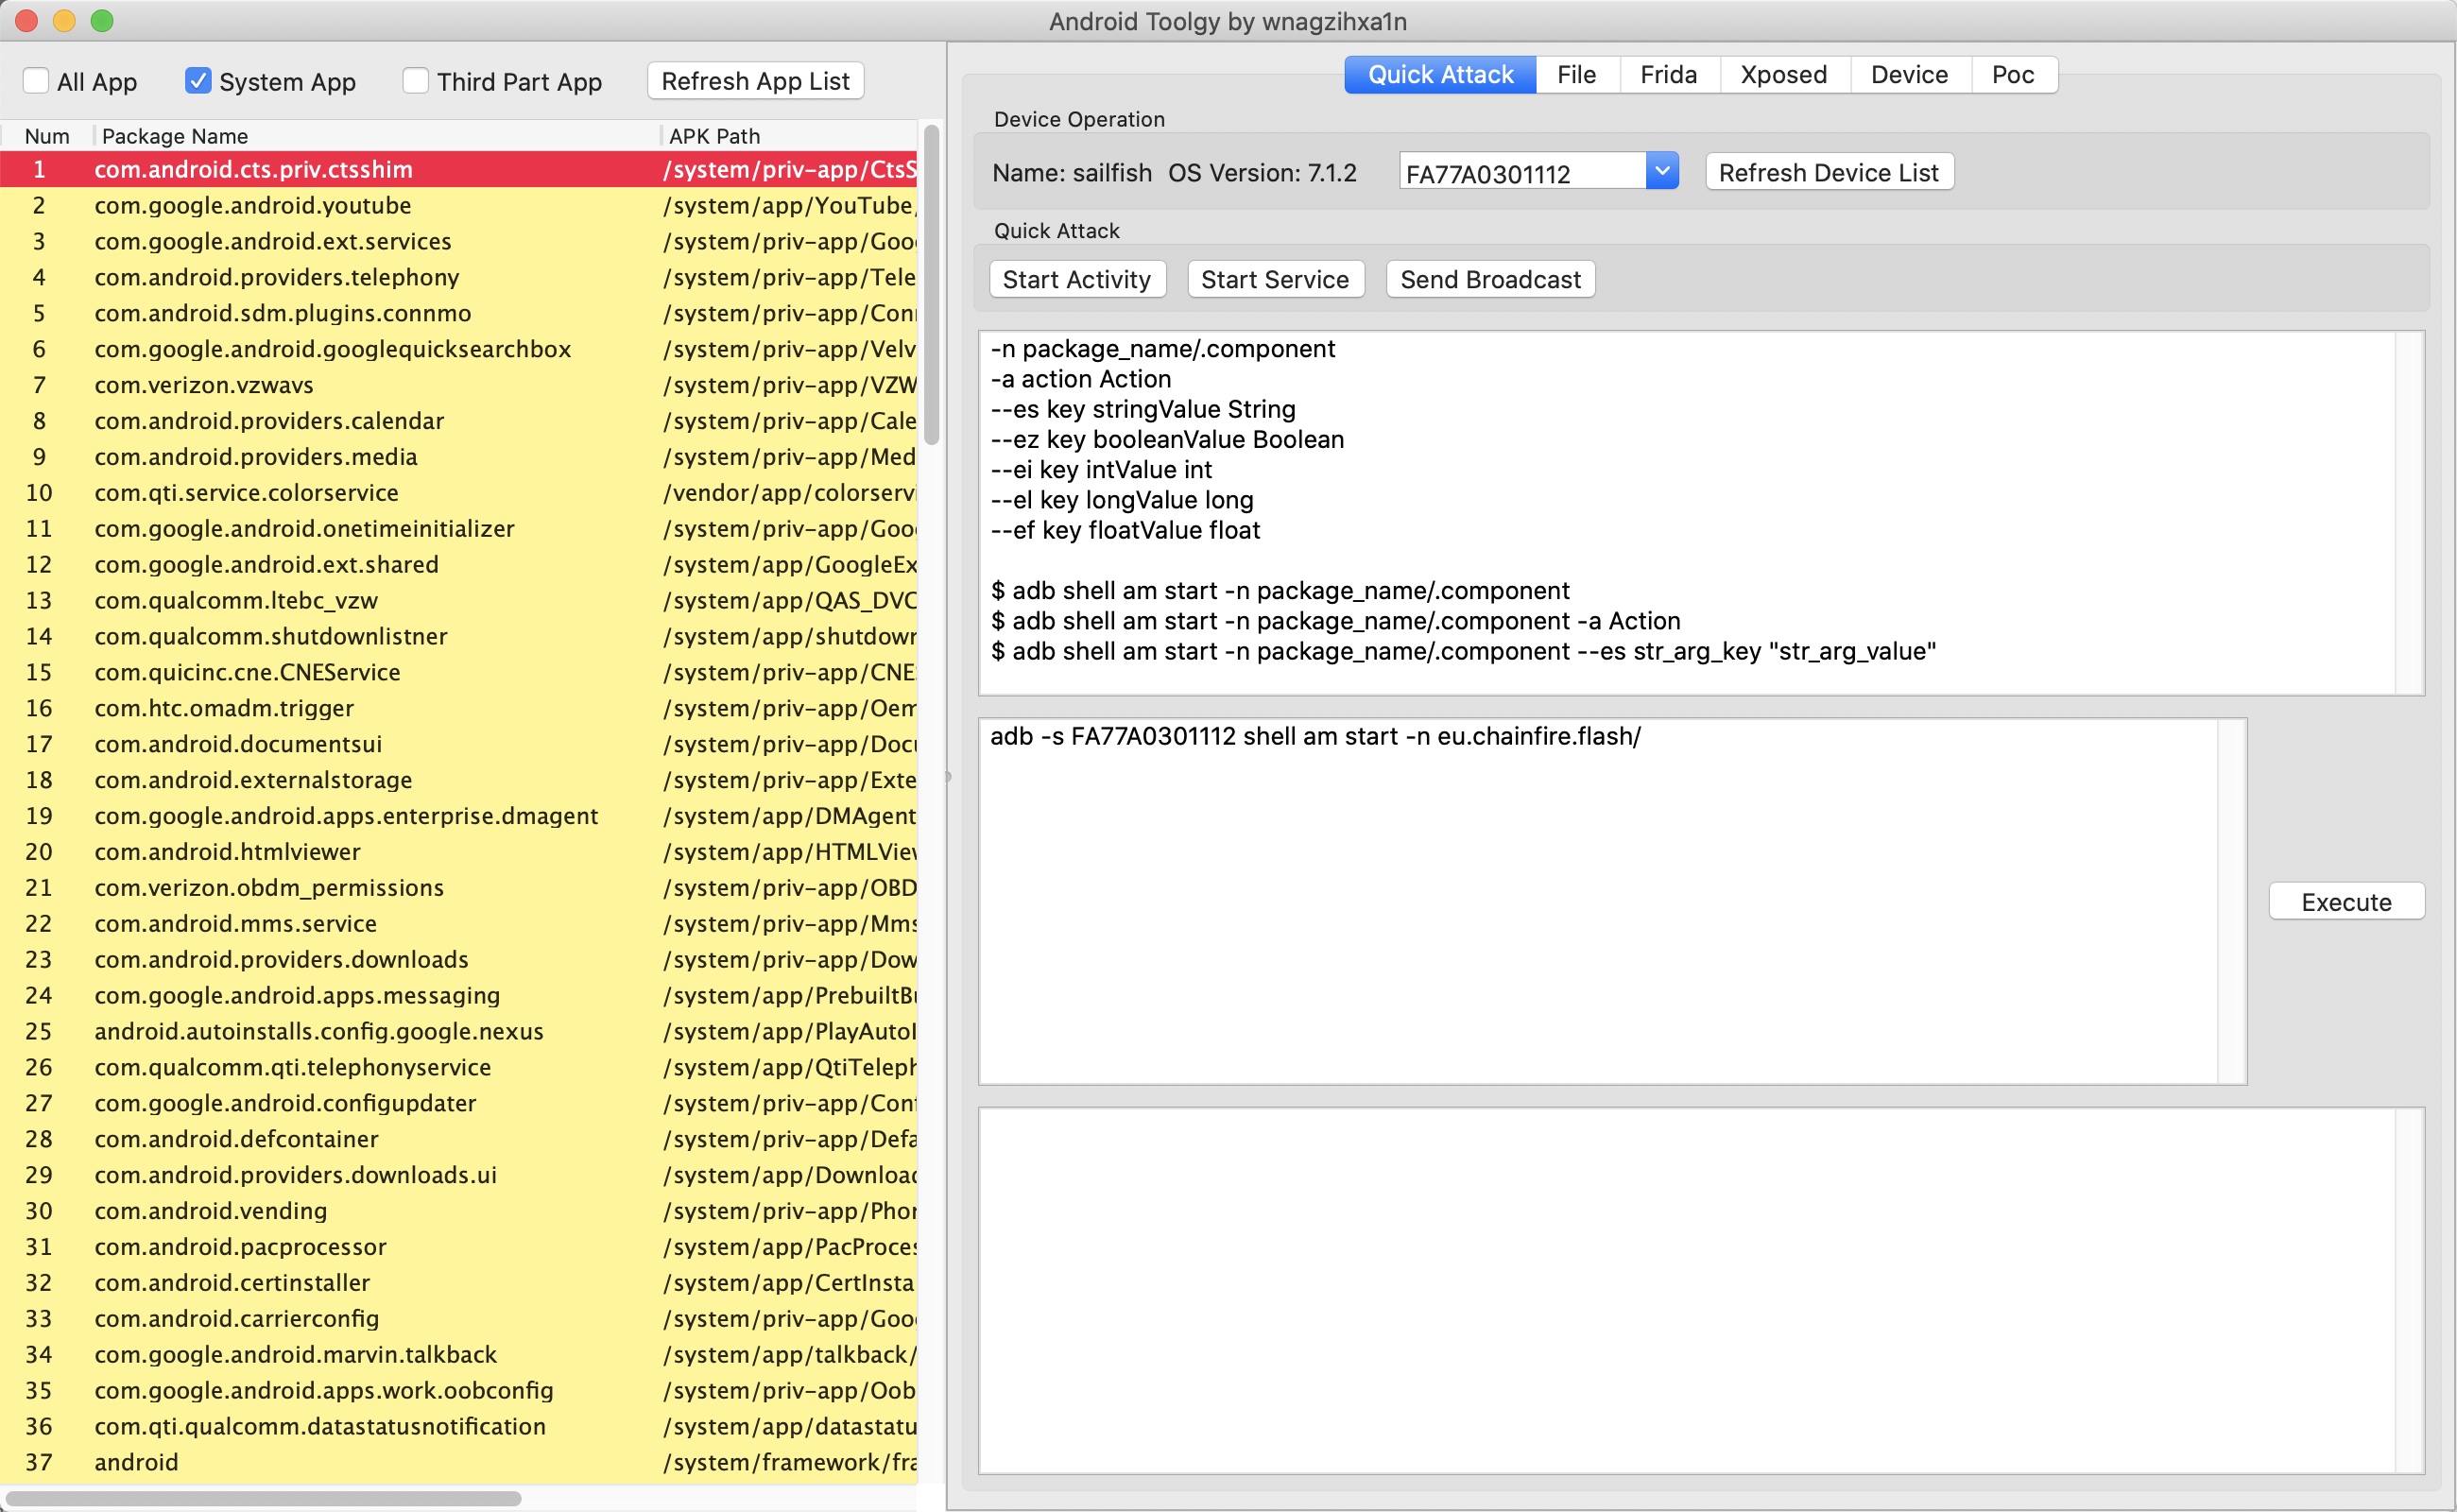 Android Toolgy by wnagzihxa1n
All App System App Third Part App Refresh App List
Num Package Name APK Path
1 com.android.cts.priv.ctsshim /system/priv-app/CtsS
2 com.google.android.youtube /system/app/YouTube/
3 com.google.android.ext.services /system/priv-app/Goo
4 com.android.providers.telephony /system/priv-app/Tele
5 com.android.sdm.plugins.connmo /system/priv-app/Con
6 com.google.android.googlequicksearchbox /system/priv-app/Velv
7 com.verizon.vzwavs /system/priv-app/VZW
8 com.android.providers.calendar /system/priv-app/Cale
9 com.android.providers.media /system/priv-app/Med
10 com.qti.service.colorservice /vendor/app/colorservi
11 com.google.android.onetimeinitializer /system/priv-app/Goo
12 com.google.android.ext.shared /system/app/GoogleEx
13 com.qualcomm.ltebc_vzw /system/app/QAS_DVC
14 com.qualcomm.shutdownlistner /system/app/shutdown
15 com.quicinc.cne.CNEService /system/priv-app/CNE
16 com.htc.omadm.trigger /system/priv-app/Oem
17 com.android.documentsui /system/priv-app/Docu
18 com.android.externalstorage /system/priv-app/Exte
19 com.google.android.apps.enterprise.dmagent /system/app/DMAgent
20 com.android.htmlviewer /system/app/HTMLView
21 com.verizon.obdm_permissions /system/priv-app/OBD
22 com.android.mms.service /system/priv-app/Mms
23 com.android.providers.downloads /system/priv-app/Dow
24 com.google.android.apps.messaging /system/app/PrebuiltBu
25 android.autoinstalls.config.google.nexus /system/app/PlayAutoI
26 com.qualcomm.qti.telephonyservice /system/app/QtiTeleph
27 com.google.android.configupdater /system/priv-app/Conf
28 com.android.defcontainer /system/priv-app/Defa
29 com.android.providers.downloads.ui /system/app/Download
30 com.android.vending /system/priv-app/Phon
31 com.android.pacprocessor /system/app/PacProces
32 com.android.certinstaller /system/app/CertInsta
33 com.android.carrierconfig /system/priv-app/Goog
34 com.google.android.marvin.talkback /system/app/talkback/
35 com.google.android.apps.work.oobconfig /system/priv-app/Oob
36 com.qti.qualcomm.datastatusnotification /system/app/datastatu
37 android /system/framework/fra
Quick Attack File Frida Xposed Device Poc
Device Operation
Name: sailfish OS Version: 7.1.2 FA77A0301112 Refresh Device List
Quick Attack
Start Activity Start Service Send Broadcast
-n package_name/.component
-a action Action
--es key stringValue String
--ez key booleanValue Boolean
--ei key intValue int
--el key longValue long
--ef key floatValue float
$ adb shell am start -n package_name/.component
$ adb shell am start -n package_name/.component -a Action
$ adb shell am start -n package_name/.component --es str_arg_key "str_arg_value"
adb -s FA77A0301112 shell am start -n eu.chainfire.flash/
Execute